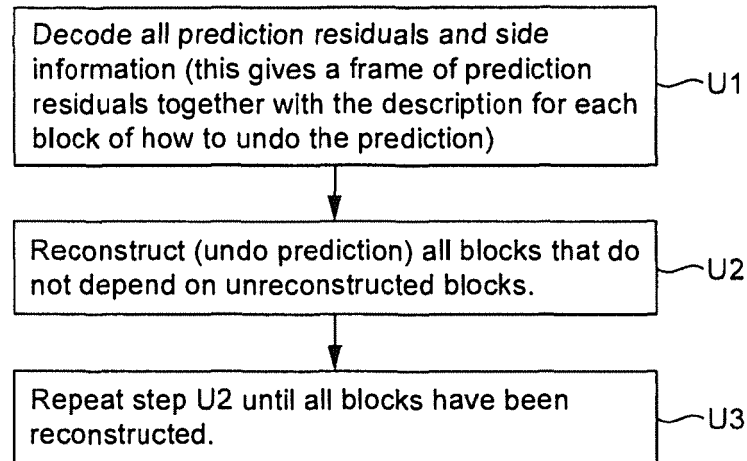 Decode all prediction residuals and side
information (this gives a frame of prediction
residuals together with the description for each
block of how to undo the prediction)
U1
Reconstruct (undo prediction) all blocks that do
not depend on unreconstructed blocks.
U2
Repeat step U2 until all blocks have been
reconstructed.
U3